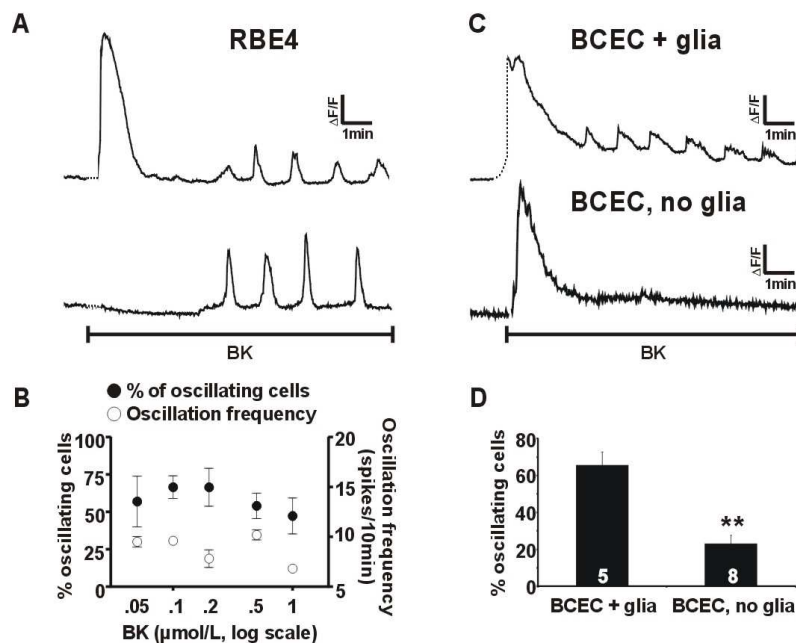 A
RBE4
ΔF/F
1min
BK
C
BCEC + glia
ΔF/F
1min
BCEC, no glia
ΔF/F
1min
BK
B
% of oscillating cells
Oscillation frequency
% oscillating cells
100
75
50
25
0
Oscillation frequency
(spikes/10min)
20
15
10
5
.05 .1 .2 .5 1
BK (µmol/L, log scale)
D
% oscillating cells
80
60
40
20
0
**
5 8
BCEC + glia BCEC, no glia